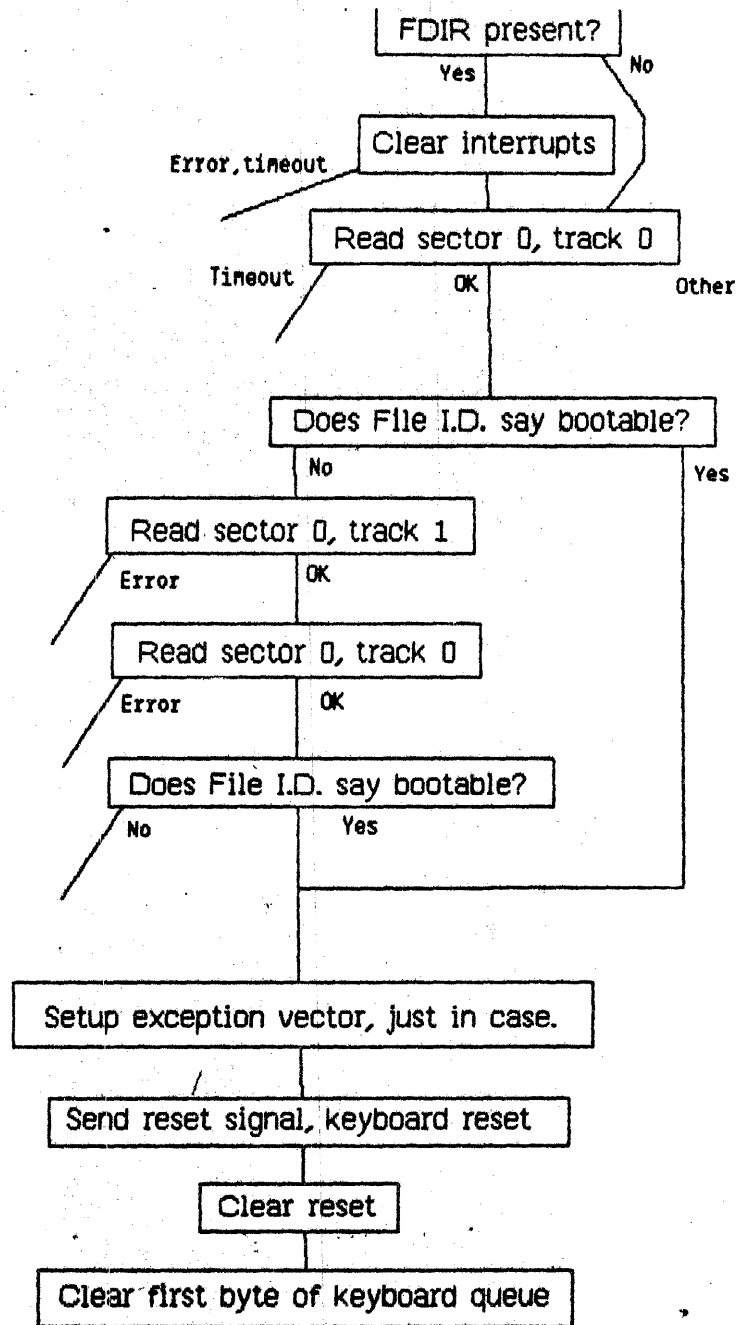 FDIR present?
Yes
No
Clear interrupts
Error,timeout
Read sector 0, track 0
Timeout
OK
Other
Does File I.D. say bootable?
No
Yes
Read sector 0, track 1
Error
OK
Read sector 0, track 0
Error
OK
Does File I.D. say bootable?
No
Yes
Setup exception vector, just in case.
Send reset signal, keyboard reset
Clear reset
Clear first byte of keyboard queue